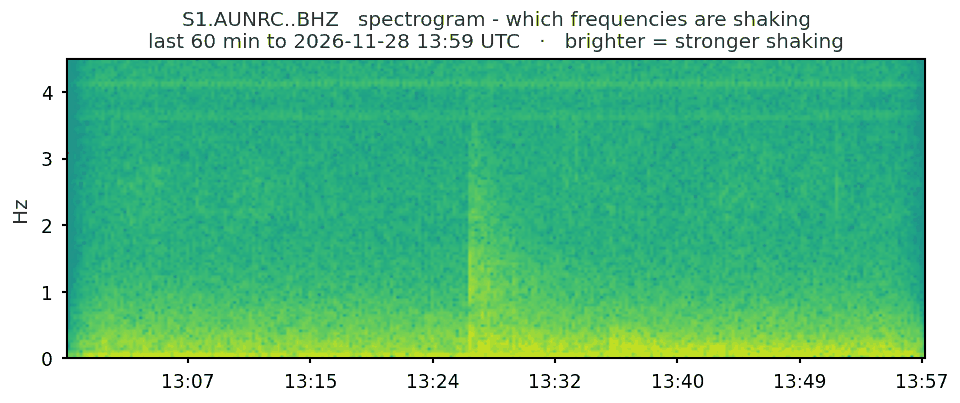 S1.AUNRC..BHZ   spectrogram - which frequencies are shaking
last 60 min to 2026-11-28 13:59 UTC   ·   brighter = stronger shaking
4
3
Hz
2
1
0
13:07 13:15 13:24 13:32 13:40 13:49 13:57